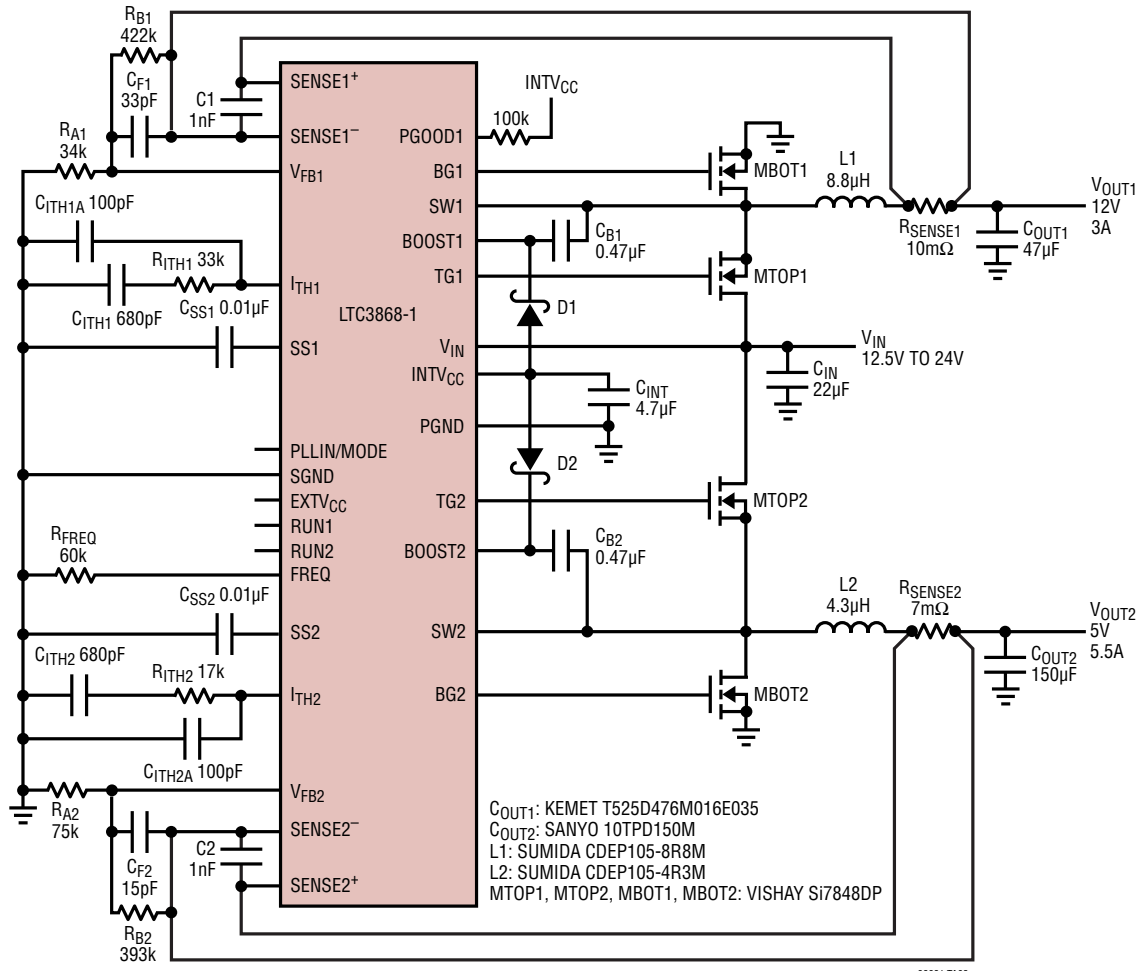 RB1
422k
CF1
33pF
C1
1nF
RA1
34k
CITH1A 100pF
RITH1 33k
CITH1 680pF
CSS1 0.01µF
RFREQ
60k
CSS2 0.01µF
CITH2 680pF
RITH2 17k
CITH2A 100pF
RA2
75k
CF2
15pF
C2
1nF
RB2
393k
SENSE1+
SENSE1–
VFB1
ITH1
LTC3868-1
SS1
PLLIN/MODE
SGND
EXTVCC
RUN1
RUN2
FREQ
SS2
ITH2
VFB2
SENSE2–
SENSE2+
PGOOD1
BG1
SW1
BOOST1
TG1
VIN
INTVCC
PGND
TG2
BOOST2
SW2
BG2
INTVCC
100k
MBOT1
L1
8.8µH
VOUT1
12V
3A
RSENSE1
10mΩ
COUT1
47µF
CB1
0.47µF
MTOP1
D1
VIN
12.5V TO 24V
CIN
22µF
CINT
4.7µF
D2
MTOP2
CB2
0.47µF
L2
4.3µH
RSENSE2
7mΩ
VOUT2
5V
5.5A
COUT2
150µF
MBOT2
COUT1: KEMET T525D476M016E035
COUT2: SANYO 10TPD150M
L1: SUMIDA CDEP105-8R8M
L2: SUMIDA CDEP105-4R3M
MTOP1, MTOP2, MBOT1, MBOT2: VISHAY Si7848DP